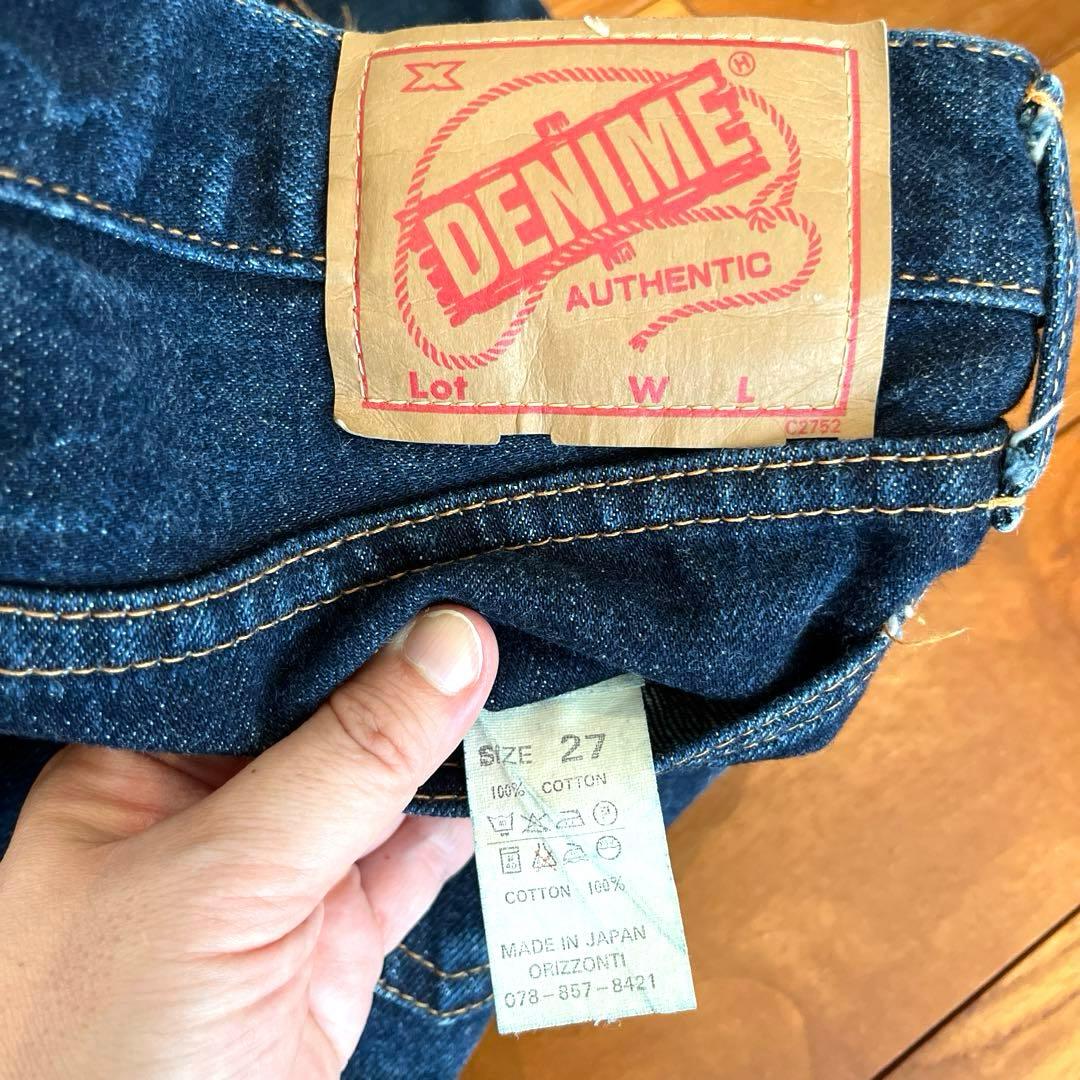 X
DENIME
AUTHENTIC
Lot W L
C2752
SIZE 27
100% COTTON
COTTON 100%
MADE IN JAPAN
ORIZZONTI
078-857-8421